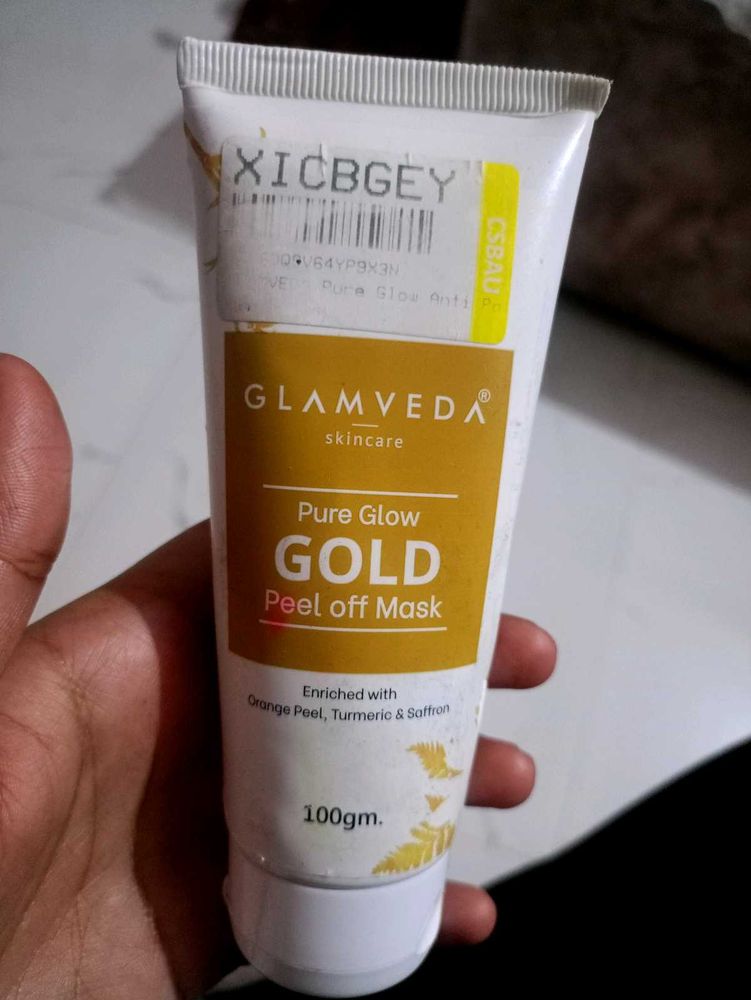 XICBGEY
CSBAU
Pure Glow Anti
GLAMVEDA®
skincare
Pure Glow
GOLD
Peel off Mask
Enriched with
Orange Peel, Turmeric & Saffron
100gm.